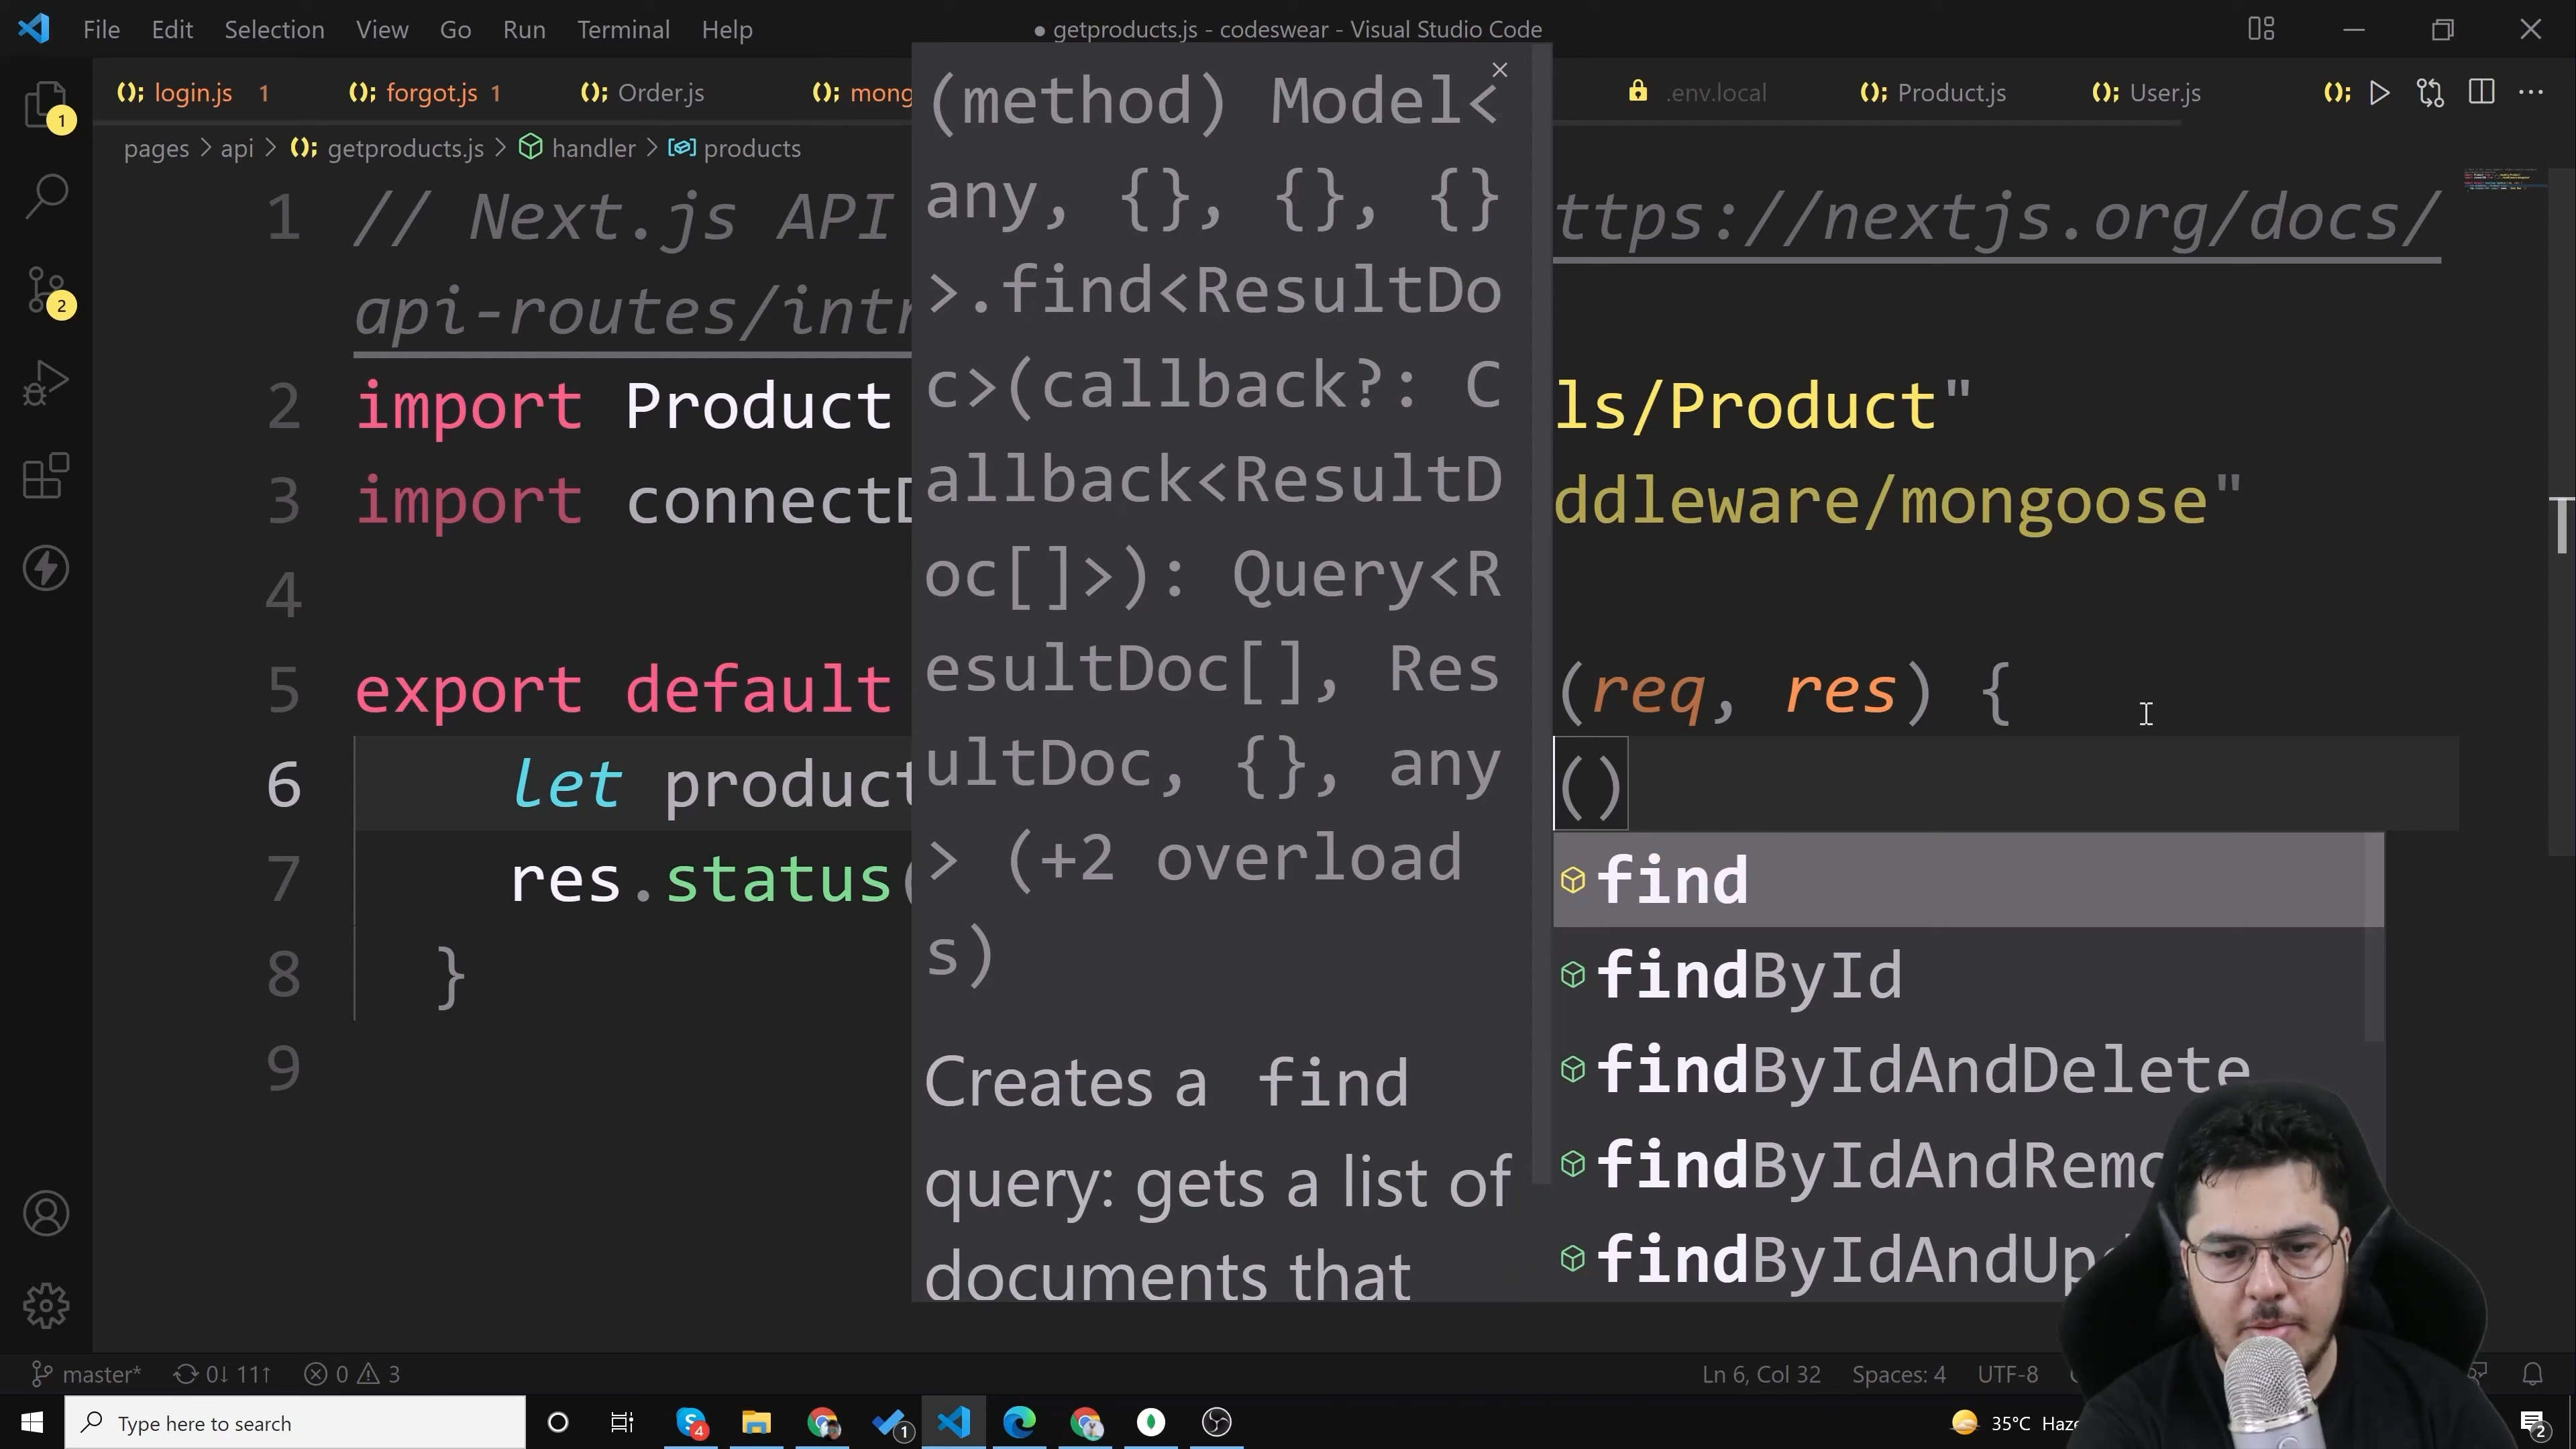 File Edit Selection View Go Run Terminal Help
● getproducts.js - codeswear - Visual Studio Code
login.js 1 forgot.js 1 Order.js mong .env.local Product.js User.js
pages > api > getproducts.js > handler > products
1 // Next.js API ttps://nextjs.org/docs/
api-routes/intr
2 import Product ls/Product"
3 import connectD ddleware/mongoose"
4
5 export default (req, res) {
6 let product ()
7 res.status(
8 }
9
(method) Model<
any, {}, {}, {}
>.find<ResultDo
c>(callback?: C
allback<ResultD
oc[]>): Query<R
esultDoc[], Res
ultDoc, {}, any
> (+2 overload
s)
Creates a find
query: gets a list of
documents that
find
findById
findByIdAndDelete
findByIdAndRemo
findByIdAndUp
1
2
master* 0↓ 11↑ 0 3
Ln 6, Col 32 Spaces: 4 UTF-8
Type here to search
4
1
35°C Haze
2